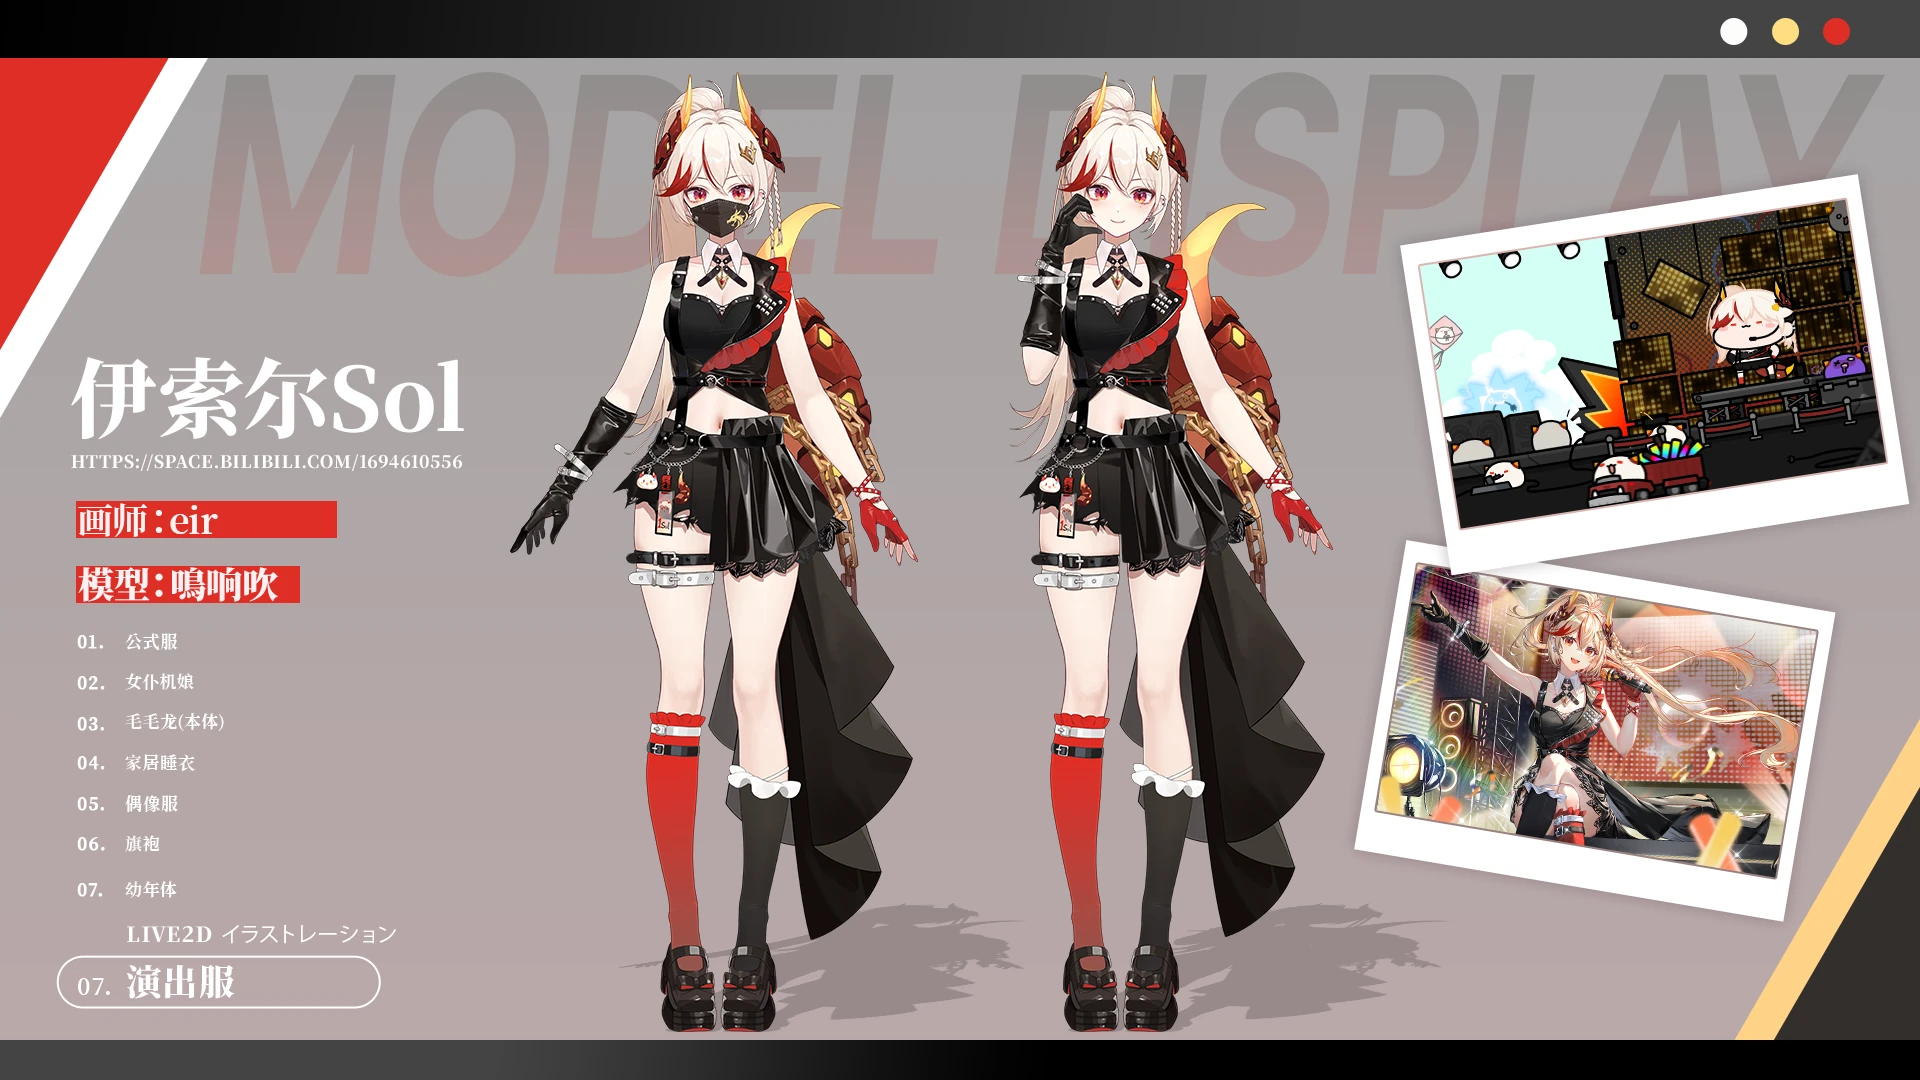 MODEL DISPLAY
伊索尔Sol
HTTPS://SPACE.BILIBILI.COM/1694610556
画师：eir
模型：鳴响吹
01. 公式服
02. 女仆机娘
03. 毛毛龙(本体)
04. 家居睡衣
05. 偶像服
06. 旗袍
07. 幼年体
LIVE2D イラストレーション
07. 演出服